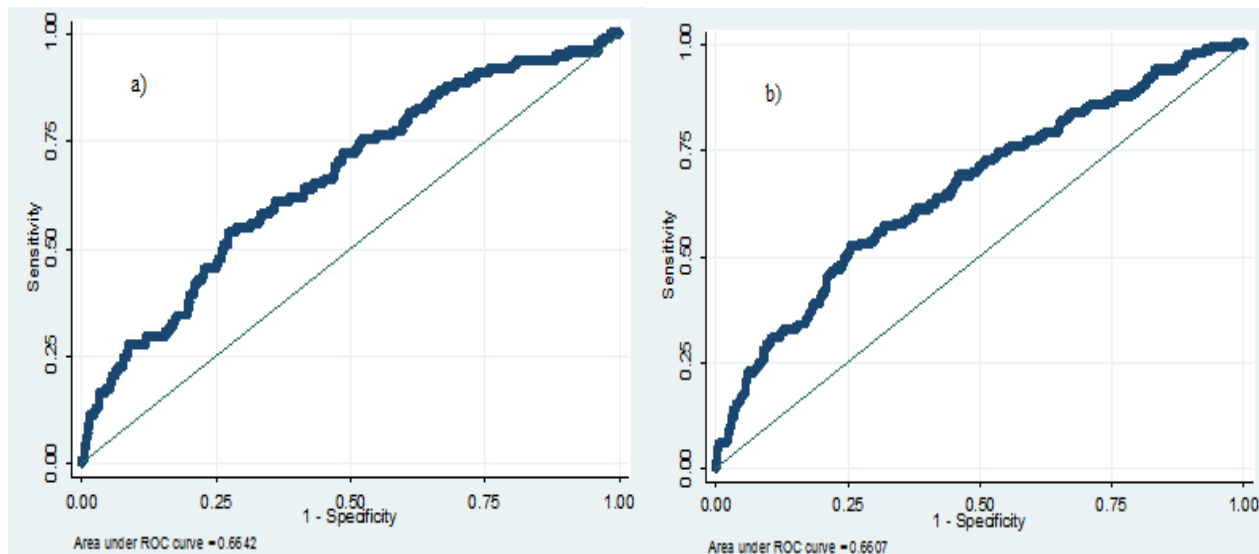 a)
Sensitivity
0.00 0.25 0.50 0.75 1.00
0.00 0.25 0.50 0.75 1.00
1 - Specificity
Area under ROC curve = 0.6642
b)
Sensitivity
0.00 0.25 0.50 0.75 1.00
0.00 0.25 0.50 0.75 1.00
1 - Specificity
Area under ROC curve = 0.6607